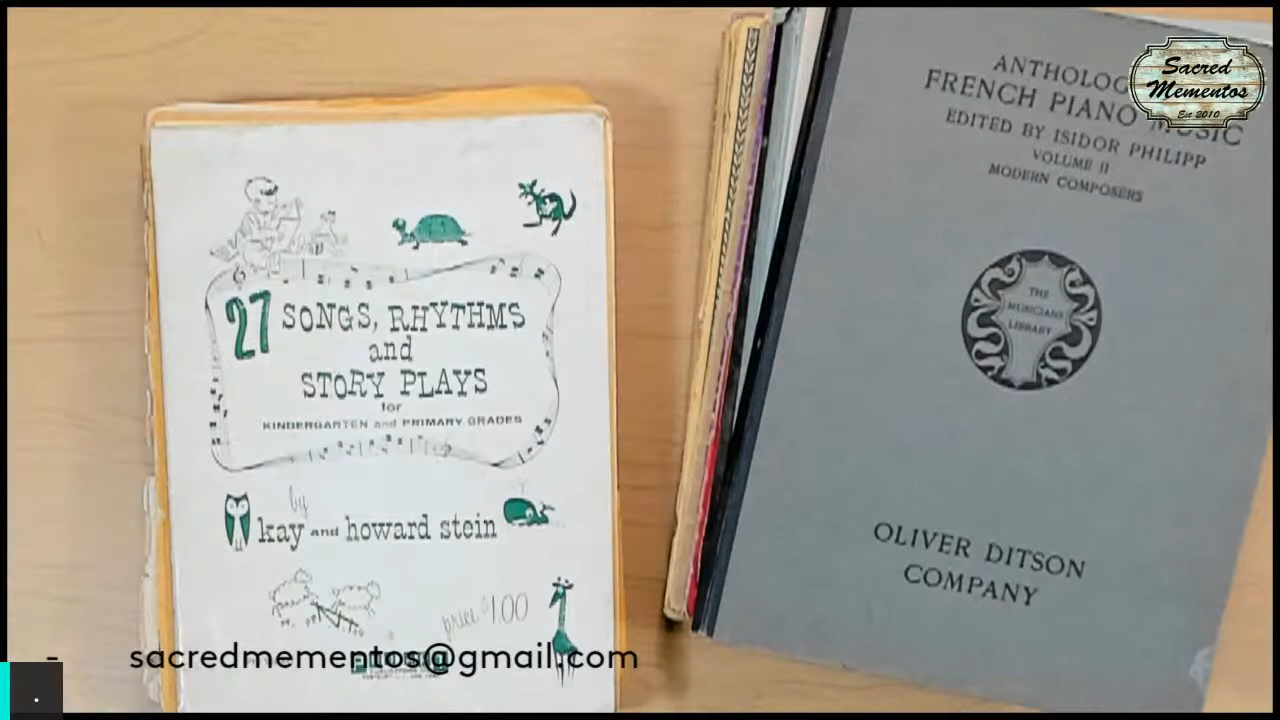 27 SONGS, RHYTHMS
and
STORY PLAYS
for
KINDERGARTEN and PRIMARY GRADES
by
kay and howard stein
price $1.00
ANTHOLOG
FRENCH PIANO MUSIC
EDITED BY ISIDOR PHILIPP
VOLUME II
MODERN COMPOSERS
THE
MUSICIANS
LIBRARY
OLIVER DITSON
COMPANY
Sacred
Mementos
Est 2010
- sacredmementos@gmail.com
.